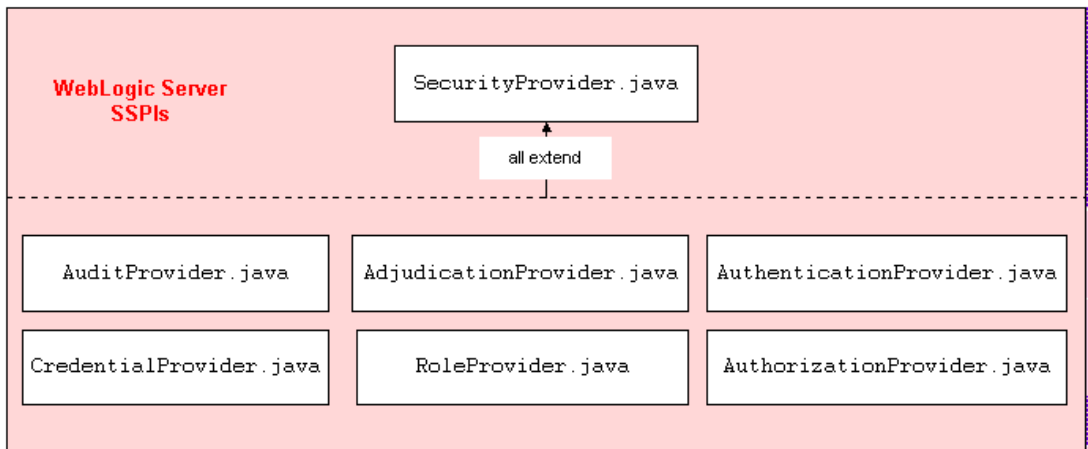 SecurityProvider.java
WebLogic Server
SSPIs
all extend
AuditProvider.java
AdjudicationProvider.java
AuthenticationProvider.java
CredentialProvider.java
RoleProvider.java
AuthorizationProvider.java